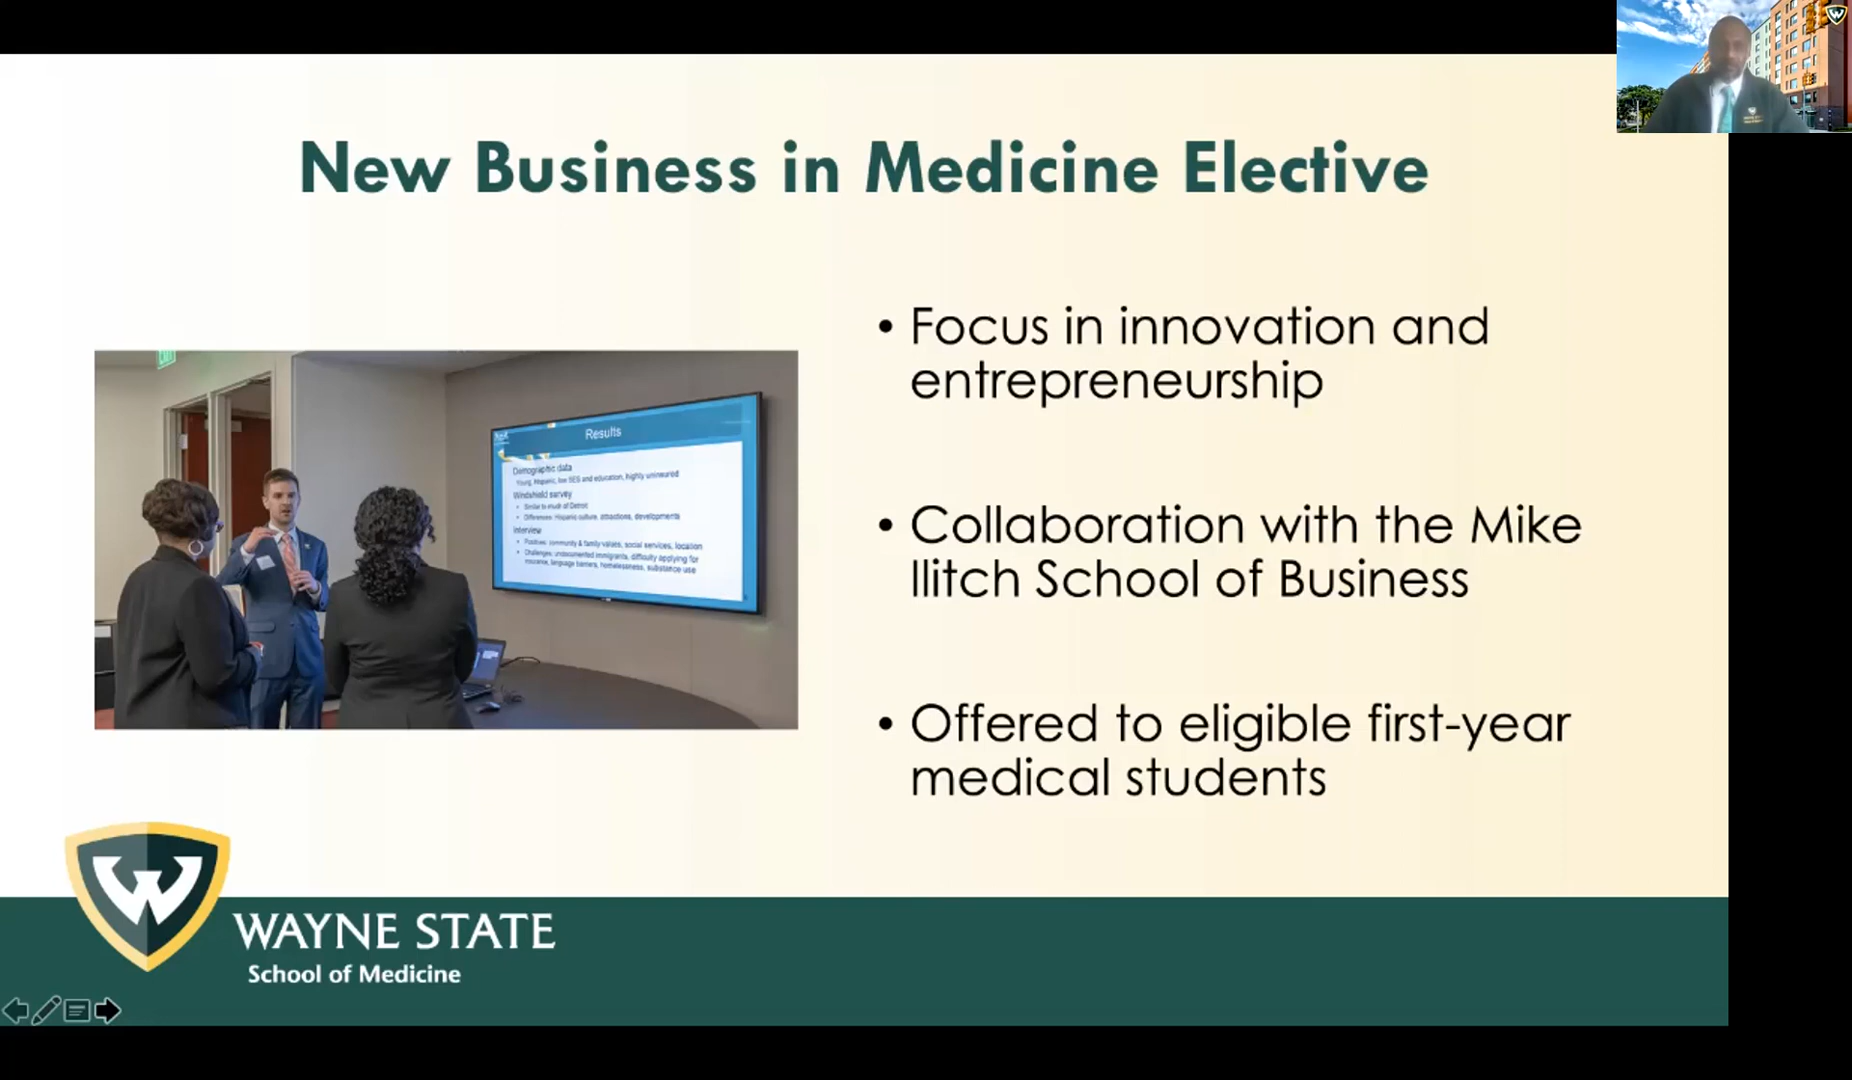 New Business in Medicine Elective
• Focus in innovation and
entrepreneurship
• Collaboration with the Mike
Ilitch School of Business
• Offered to eligible first-year
medical students
Results
Demographic data
Young, Hispanic, low SES and education, highly uninsured
Windshield survey
• Similar to much of Detroit
• Differences: Hispanic culture, attractions, developments
Interview
• Positives: community & family values, social services, location
• Challenges: undocumented immigrants, difficulty applying for
insurance, language barriers, homelessness, substance use
WAYNE STATE
School of Medicine